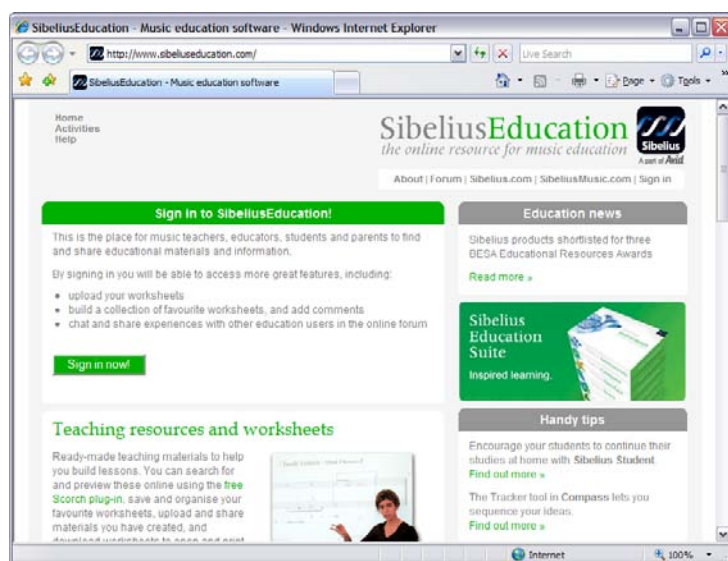 SibeliusEducation - Music education software - Windows Internet Explorer
http://www.sibeliuseducation.com/
Live Search
SibeliusEducation - Music education software
Page
Tools
Home
Activities
Help
SibeliusEducation
the online resource for music education
Sibelius
A part of Avid
About | Forum | Sibelius.com | SibeliusMusic.com | Sign in
Sign in to SibeliusEducation!
This is the place for music teachers, educators, students and parents to find
and share educational materials and information.
By signing in you will be able to access more great features, including:
upload your worksheets
build a collection of favourite worksheets, and add comments
chat and share experiences with other education users in the online forum
Sign in now!
Teaching resources and worksheets
Ready-made teaching materials to help
you build lessons. You can search for
and preview these online using the free
Scorch plug-in, save and organise your
favourite worksheets, upload and share
materials you have created, and
download worksheets to open and print
Education news
Sibelius products shortlisted for three
BESA Educational Resources Awards
Read more »
Sibelius
Education
Suite
Inspired learning.
Handy tips
Encourage your students to continue their
studies at home with Sibelius Student.
Find out more »
The Tracker tool in Compass lets you
sequence your ideas.
Find out more »
Internet
100%